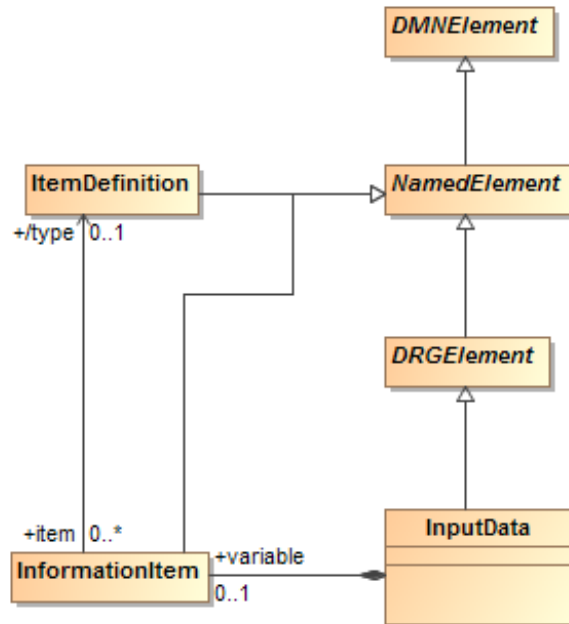 DMNElement
ItemDefinition
NamedElement
+/type 0..1
DRGElement
+item 0..*
InformationItem
+variable
0..1
InputData